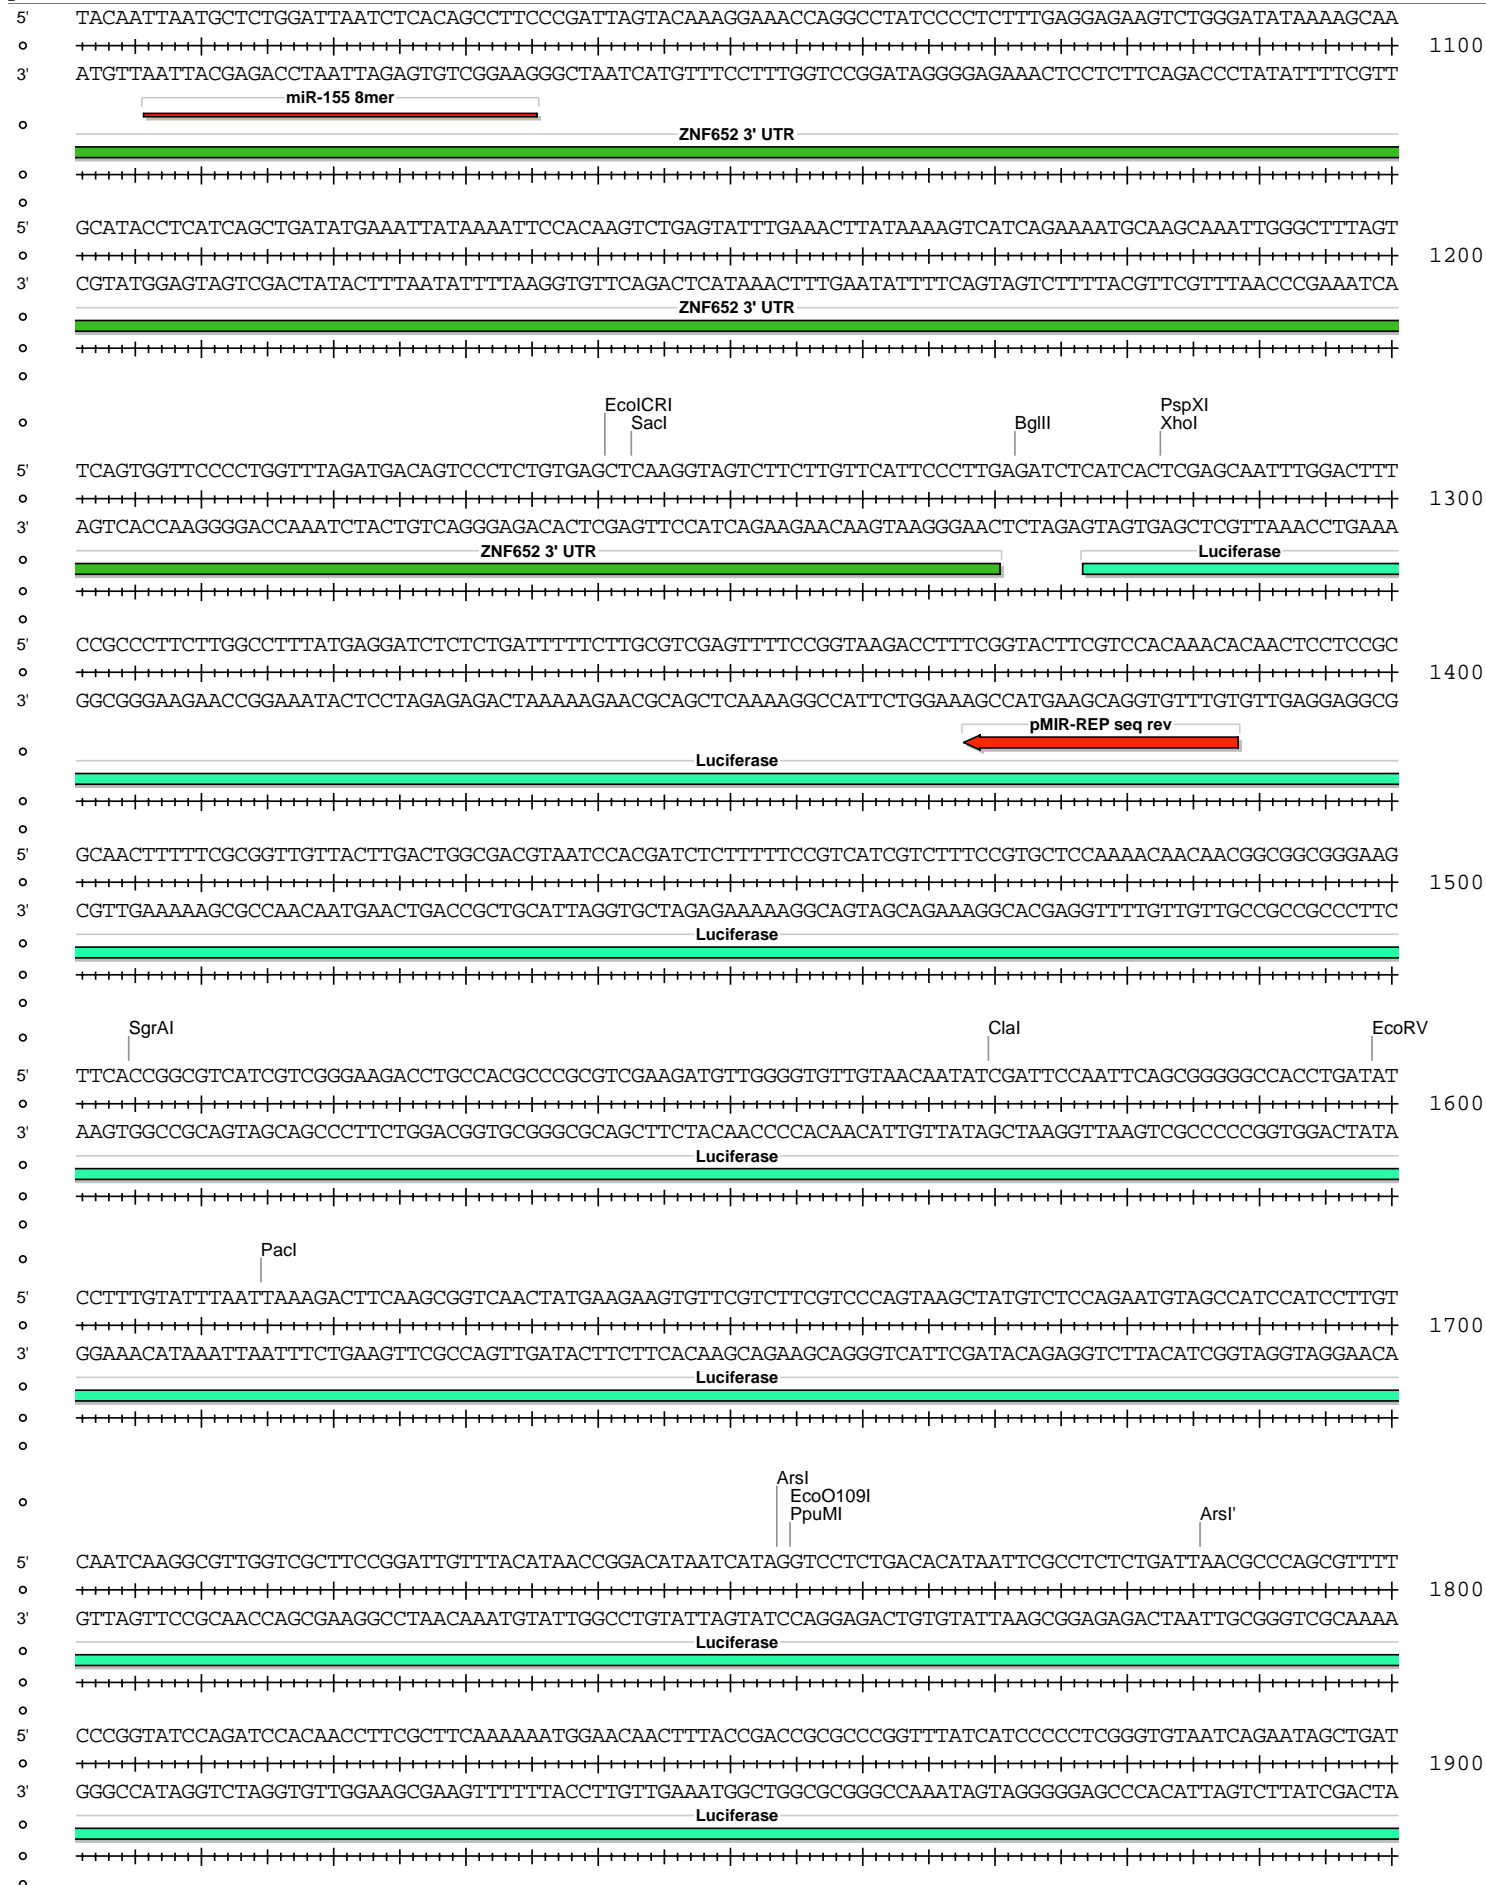 5' TACAATTAATGCTCTGGATTAATCTCACAGCCTTCCCGATTAGTACAAAGGAAACCAGGCCTATCCCCTCTTTGAGGAGAAGTCTGGGATATAAAAGCAA
1100
3' ATGTTAATTACGAGACCTAATTAGAGTGTCGGAAGGGCTAATCATGTTTCCTTTGGTCCGGATAGGGGAGAAACTCCTCTTCAGACCCTATATTTTCGTT
miR-155 8mer
ZNF652 3' UTR
5' GCATACCTCATCAGCTGATATGAAATTATAAAATTCCACAAGTCTGAGTATTTGAAACTTATAAAAGTCATCAGAAAATGCAAGCAAATTGGGCTTTAGT
1200
3' CGTATGGAGTAGTCGACTATACTTTAATATTTTAAGGTGTTCAGACTCATAAACTTTGAATATTTTCAGTAGTCTTTTACGTTCGTTTAACCCGAAATCA
ZNF652 3' UTR
EcoICRI PspXI
SacI BglII XhoI
5' TCAGTGGTTCCCCTGGTTTAGATGACAGTCCCTCTGTGAGCTCAAGGTAGTCTTCTTGTTCATTCCCTTGAGATCTCATCACTCGAGCAATTTGGACTTT
1300
3' AGTCACCAAGGGGACCAAATCTACTGTCAGGGAGACACTCGAGTTCCATCAGAAGAACAAGTAAGGGAACTCTAGAGTAGTGAGCTCGTTAAACCTGAAA
ZNF652 3' UTR Luciferase
5' CCGCCCTTCTTGGCCTTTATGAGGATCTCTCTGATTTTTCTTGCGTCGAGTTTTCCGGTAAGACCTTTCGGTACTTCGTCCACAAACACAACTCCTCCGC
1400
3' GGCGGGAAGAACCGGAAATACTCCTAGAGAGACTAAAAAGAACGCAGCTCAAAAGGCCATTCTGGAAAGCCATGAAGCAGGTGTTTGTGTTGAGGAGGCG
pMIR-REP seq rev
Luciferase
5' GCAACTTTTTCGCGGTTGTTACTTGACTGGCGACGTAATCCACGATCTCTTTTTCCGTCATCGTCTTTCCGTGCTCCAAAACAACAACGGCGGCGGGAAG
1500
3' CGTTGAAAAAGCGCCAACAATGAACTGACCGCTGCATTAGGTGCTAGAGAAAAAGGCAGTAGCAGAAAGGCACGAGGTTTTGTTGTTGCCGCCGCCCTTC
Luciferase
SgrAI ClaI EcoRV
5' TTCACCGGCGTCATCGTCGGGAAGACCTGCCACGCCCGCGTCGAAGATGTTGGGGTGTTGTAACAATATCGATTCCAATTCAGCGGGGGCCACCTGATAT
1600
3' AAGTGGCCGCAGTAGCAGCCCTTCTGGACGGTGCGGGCGCAGCTTCTACAACCCCACAACATTGTTATAGCTAAGGTTAAGTCGCCCCCGGTGGACTATA
Luciferase
PacI
5' CCTTTGTATTTAATTAAAGACTTCAAGCGGTCAACTATGAAGAAGTGTTCGTCTTCGTCCCAGTAAGCTATGTCTCCAGAATGTAGCCATCCATCCTTGT
1700
3' GGAAACATAAATTAATTTCTGAAGTTCGCCAGTTGATACTTCTTCACAAGCAGAAGCAGGGTCATTCGATACAGAGGTCTTACATCGGTAGGTAGGAACA
Luciferase
ArsI
EcoO109I
PpuMI ArsI'
5' CAATCAAGGCGTTGGTCGCTTCCGGATTGTTTACATAACCGGACATAATCATAGGTCCTCTGACACATAATTCGCCTCTCTGATTAACGCCCAGCGTTTT
1800
3' GTTAGTTCCGCAACCAGCGAAGGCCTAACAAATGTATTGGCCTGTATTAGTATCCAGGAGACTGTGTATTAAGCGGAGAGACTAATTGCGGGTCGCAAAA
Luciferase
5' CCCGGTATCCAGATCCACAACCTTCGCTTCAAAAAATGGAACAACTTTACCGACCGCGCCCGGTTTATCATCCCCCTCGGGTGTAATCAGAATAGCTGAT
1900
3' GGGCCATAGGTCTAGGTGTTGGAAGCGAAGTTTTTTACCTTGTTGAAATGGCTGGCGCGGGCCAAATAGTAGGGGGAGCCCACATTAGTCTTATCGACTA
Luciferase